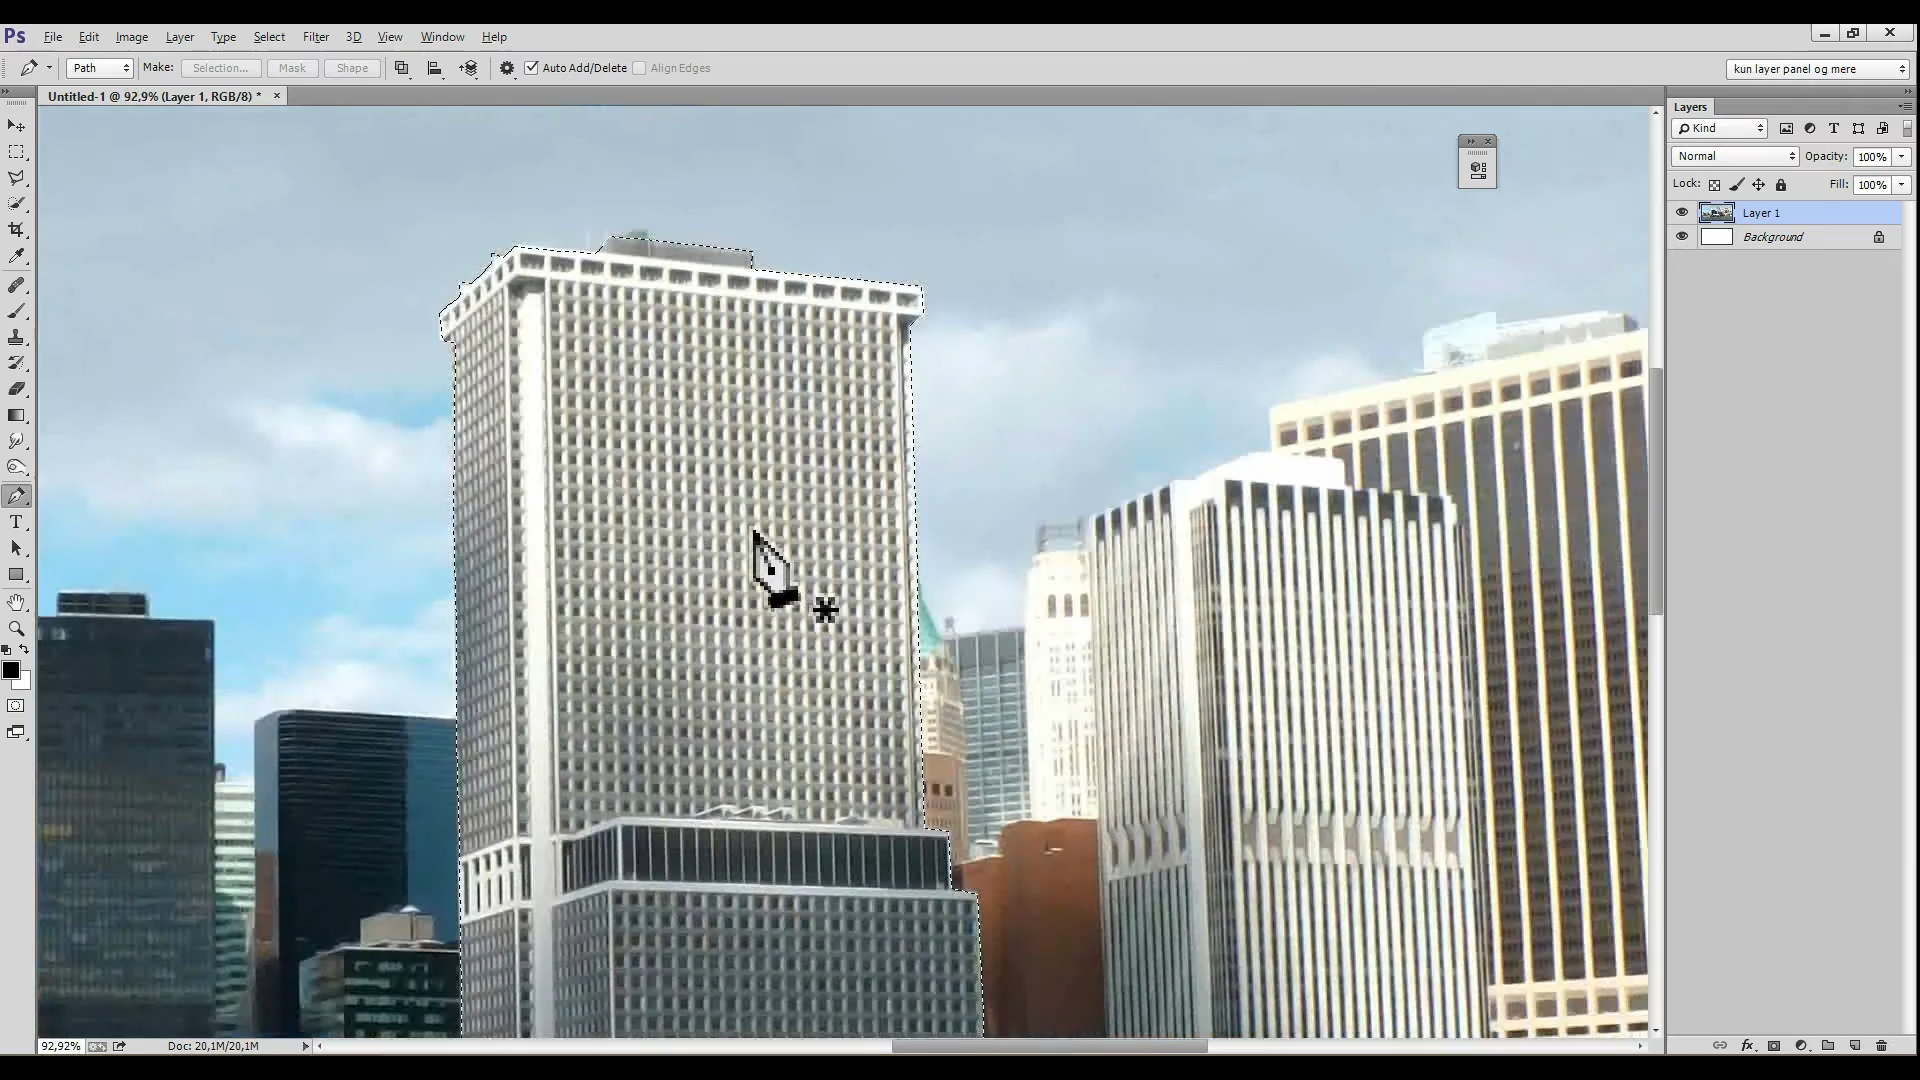 Ps File Edit Image Layer Type Select Filter 3D View Window Help
Path Make: Selection... Mask Shape Auto Add/Delete Align Edges kun layer panel og mere
Untitled-1 @ 92,9% (Layer 1, RGB/8) *
Layers
Kind
Normal Opacity: 100%
Lock: Fill: 100%
Layer 1
Background
92,92% Doc: 20,1M/20,1M